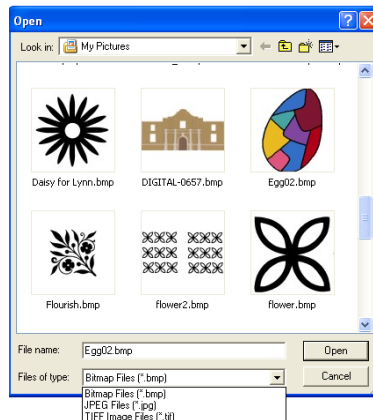 Open
Look in: My Pictures
Daisy for Lynn.bmp DIGITAL-0657.bmp Egg02.bmp
Flourish.bmp flower2.bmp flower.bmp
File name: Egg02.bmp Open
Files of type: Bitmap Files (*.bmp) Cancel
Bitmap Files (*.bmp)
JPEG Files (*.jpg)
TIFF Image Files (*.tif)